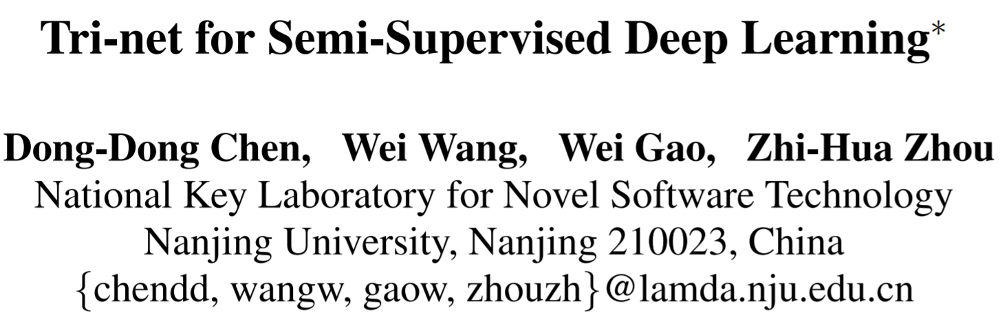 Tri-net for Semi-Supervised Deep Learning*
Dong-Dong Chen, Wei Wang, Wei Gao, Zhi-Hua Zhou
National Key Laboratory for Novel Software Technology
Nanjing University, Nanjing 210023, China
{chendd, wangw, gaow, zhouzh}@lamda.nju.edu.cn